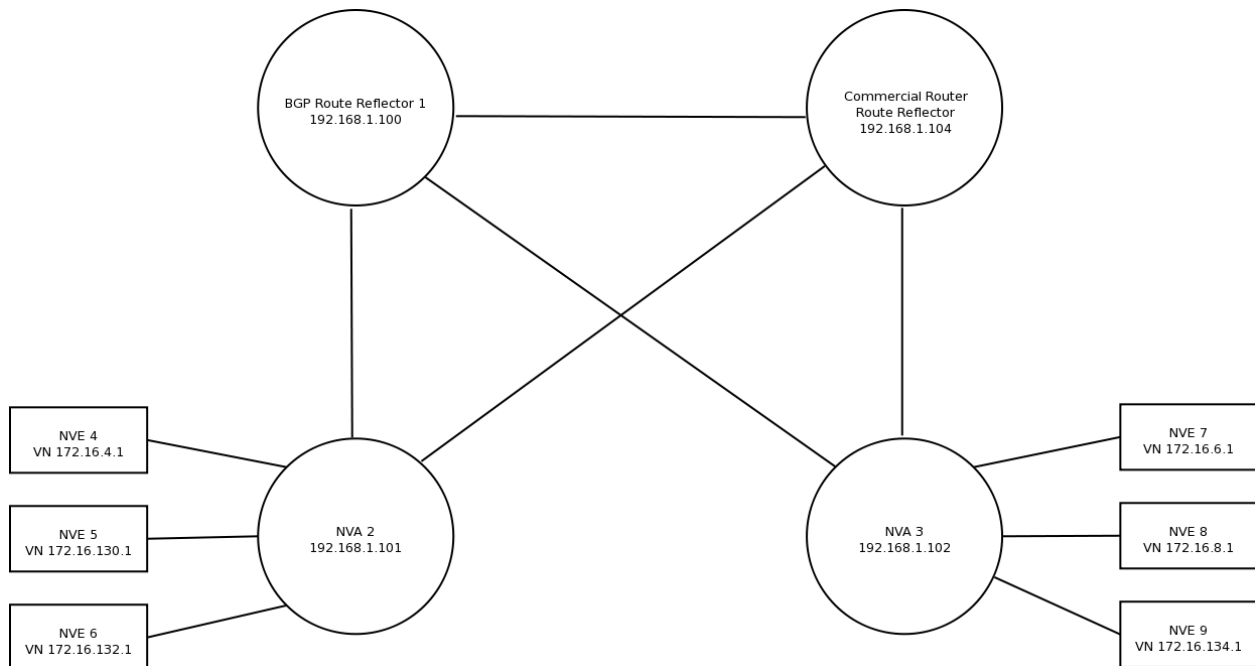 BGP Route Reflector 1
192.168.1.100
Commercial Router
Route Reflector
192.168.1.104
NVE 4
VN 172.16.4.1
NVE 5
VN 172.16.130.1
NVE 6
VN 172.16.132.1
NVA 2
192.168.1.101
NVA 3
192.168.1.102
NVE 7
VN 172.16.6.1
NVE 8
VN 172.16.8.1
NVE 9
VN 172.16.134.1